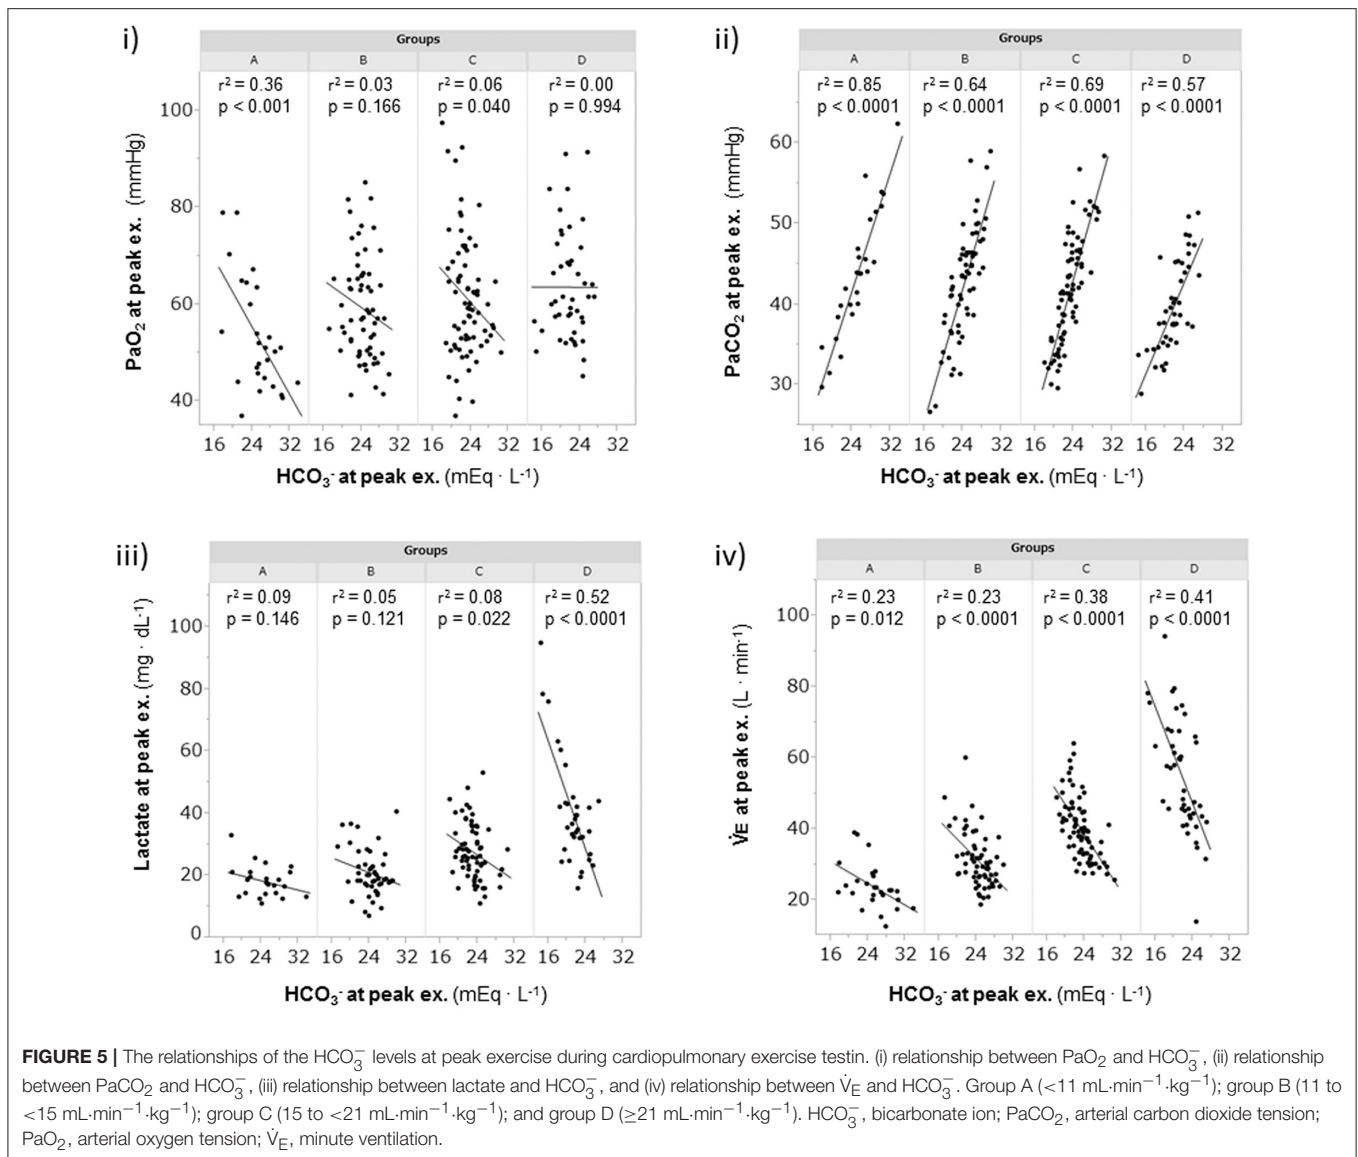 i)
Groups
A B C D
r² = 0.36 r² = 0.03 r² = 0.06 r² = 0.00
p < 0.001 p = 0.166 p = 0.040 p = 0.994
PaO₂ at peak ex. (mmHg)
100
80
60
40
16 24 32 16 24 32 16 24 32 16 24 32
HCO₃⁻ at peak ex. (mEq · L⁻¹)
ii)
Groups
A B C D
r² = 0.85 r² = 0.64 r² = 0.69 r² = 0.57
p < 0.0001 p < 0.0001 p < 0.0001 p < 0.0001
PaCO₂ at peak ex. (mmHg)
60
50
40
30
16 24 32 16 24 32 16 24 32 16 24 32
HCO₃⁻ at peak ex. (mEq · L⁻¹)
iii)
Groups
A B C D
r² = 0.09 r² = 0.05 r² = 0.08 r² = 0.52
p = 0.146 p = 0.121 p = 0.022 p < 0.0001
Lactate at peak ex. (mg · dL⁻¹)
100
80
60
40
20
0
16 24 32 16 24 32 16 24 32 16 24 32
HCO₃⁻ at peak ex. (mEq · L⁻¹)
iv)
Groups
A B C D
r² = 0.23 r² = 0.23 r² = 0.38 r² = 0.41
p = 0.012 p < 0.0001 p < 0.0001 p < 0.0001
V̇E at peak ex. (L · min⁻¹)
100
80
60
40
20
16 24 32 16 24 32 16 24 32 16 24 32
HCO₃⁻ at peak ex. (mEq · L⁻¹)
FIGURE 5 | The relationships of the HCO₃⁻ levels at peak exercise during cardiopulmonary exercise testin. (i) relationship between PaO₂ and HCO₃⁻, (ii) relationship
between PaCO₂ and HCO₃⁻, (iii) relationship between lactate and HCO₃⁻, and (iv) relationship between V̇E and HCO₃⁻. Group A (<11 mL·min⁻¹·kg⁻¹); group B (11 to
<15 mL·min⁻¹·kg⁻¹); group C (15 to <21 mL·min⁻¹·kg⁻¹); and group D (≥21 mL·min⁻¹·kg⁻¹). HCO₃⁻, bicarbonate ion; PaCO₂, arterial carbon dioxide tension;
PaO₂, arterial oxygen tension; V̇E, minute ventilation.